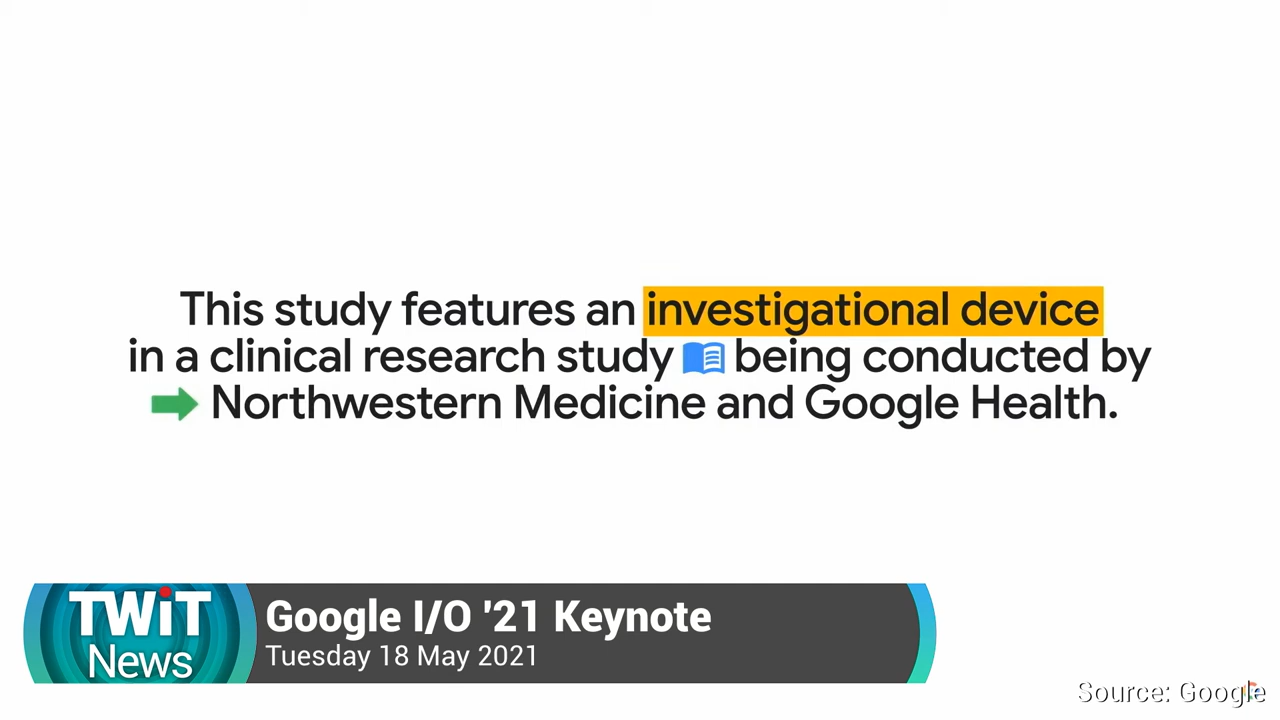 This study features an investigational device
in a clinical research study being conducted by
Northwestern Medicine and Google Health.
TWiT
News
Google I/O '21 Keynote
Tuesday 18 May 2021
Source: Google